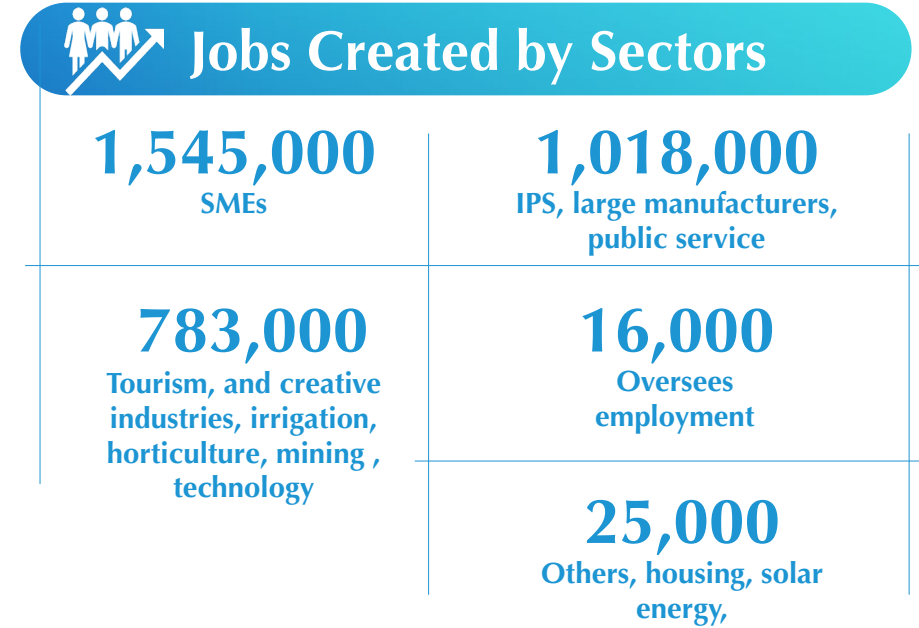 Jobs Created by Sectors
1,545,000
SMEs
1,018,000
IPS, large manufacturers,
public service
783,000
Tourism, and creative
industries, irrigation,
horticulture, mining ,
technology
16,000
Oversees
employment
25,000
Others, housing, solar
energy,